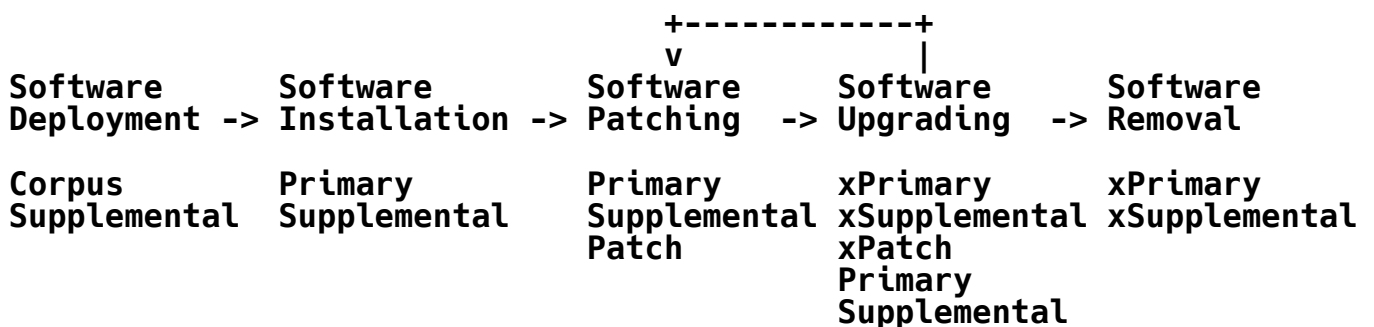 +------------+
v            |
Software      Software        Software     Software      Software
Deployment -> Installation -> Patching  -> Upgrading  -> Removal
Corpus        Primary         Primary      xPrimary      xPrimary
Supplemental  Supplemental    Supplemental xSupplemental xSupplemental
Patch        xPatch
Primary
Supplemental